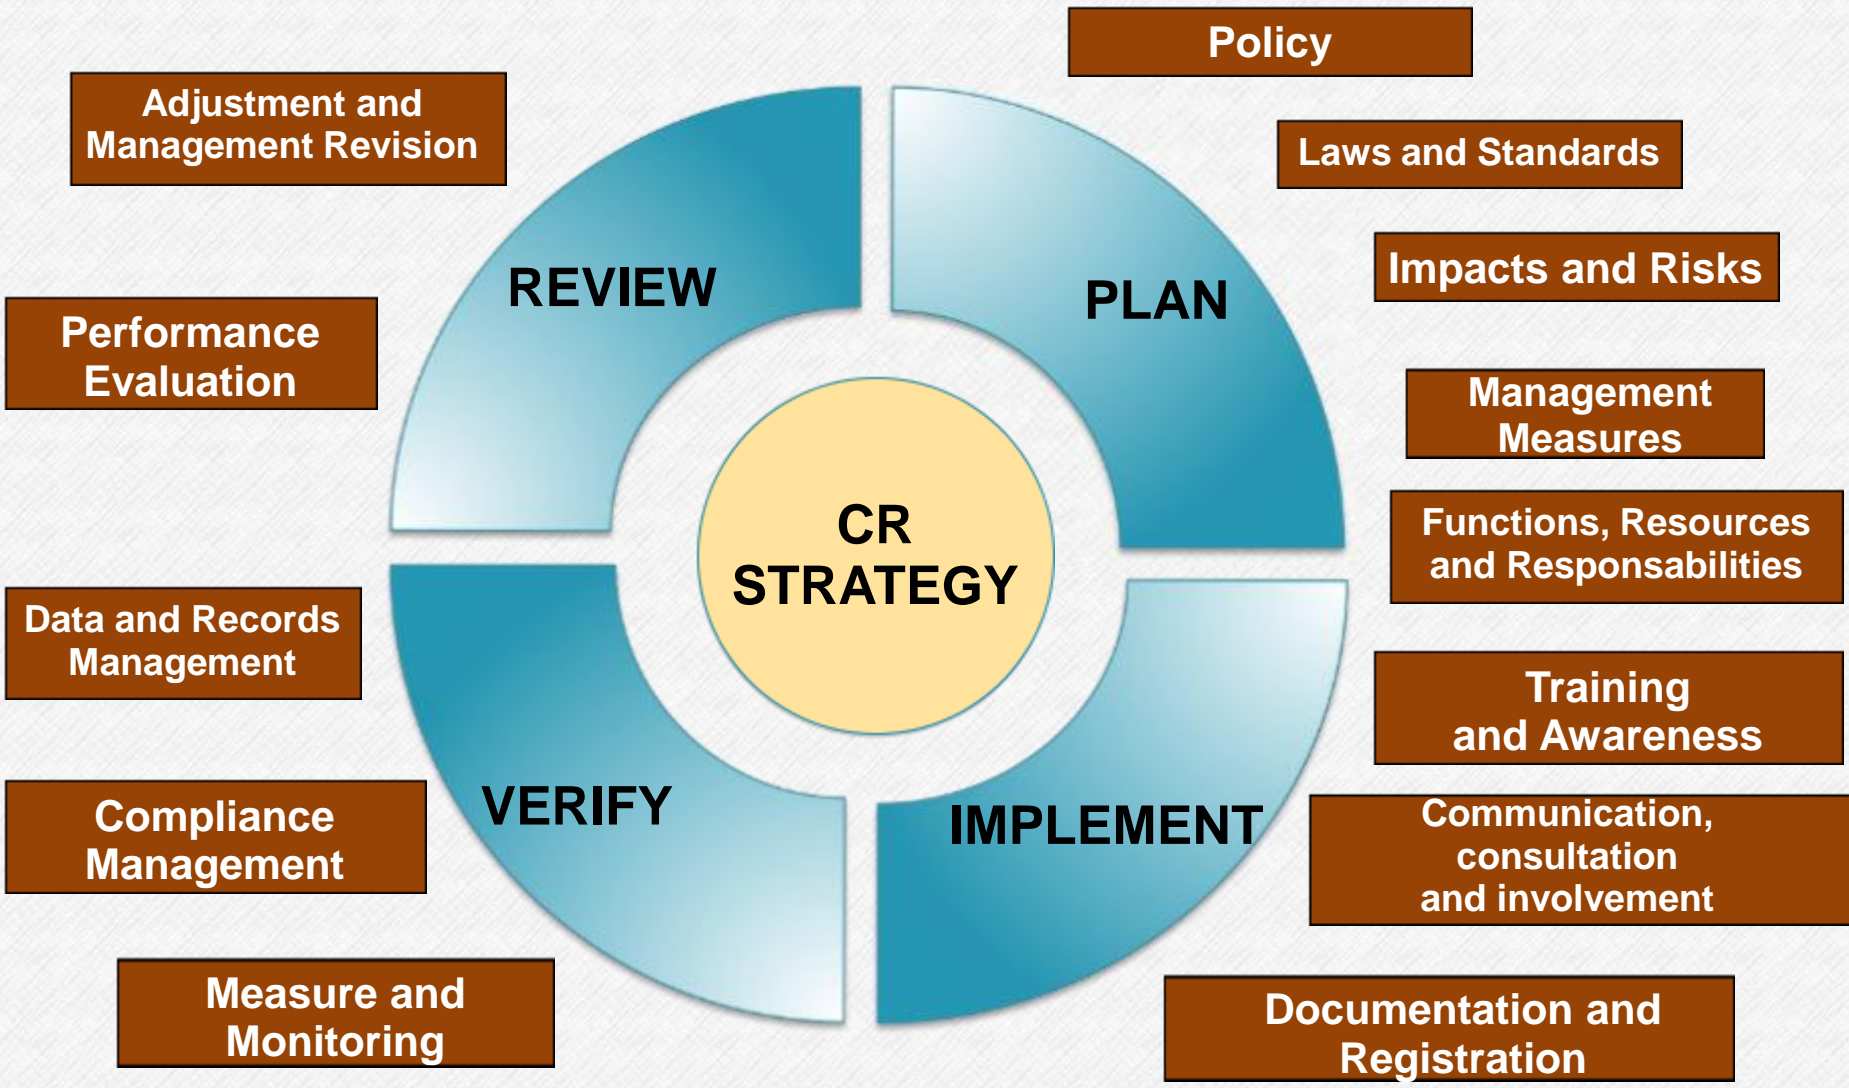 Policy
Adjustment and
Management Revision
Laws and Standards
Impacts and Risks
REVIEW
PLAN
Performance
Evaluation
Management
Measures
CR
STRATEGY
Functions, Resources
and Responsabilities
Data and Records
Management
Training
and Awareness
VERIFY
IMPLEMENT
Compliance
Management
Communication,
consultation
and involvement
Measure and
Monitoring
Documentation and
Registration